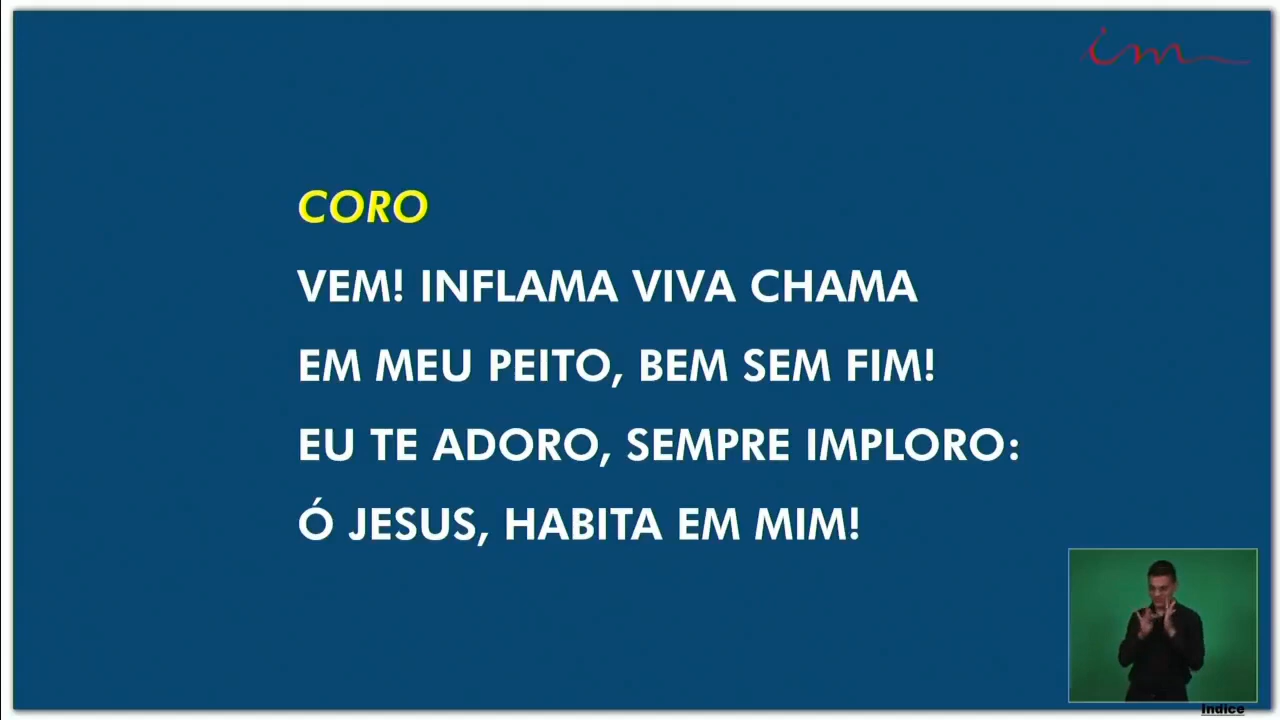 im
CORO
VEM! INFLAMA VIVA CHAMA
EM MEU PEITO, BEM SEM FIM!
EU TE ADORO, SEMPRE IMPLORO:
Ó JESUS, HABITA EM MIM!
Índice